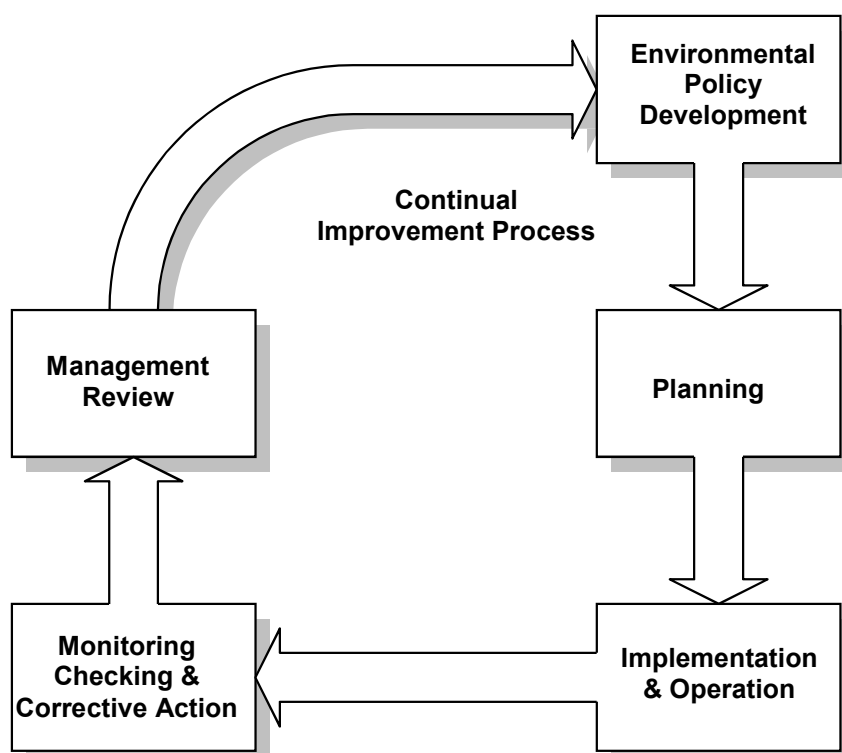 Environmental
Policy
Development
Continual
Improvement Process
Management
Review
Planning
Monitoring
Checking &
Corrective Action
Implementation
& Operation